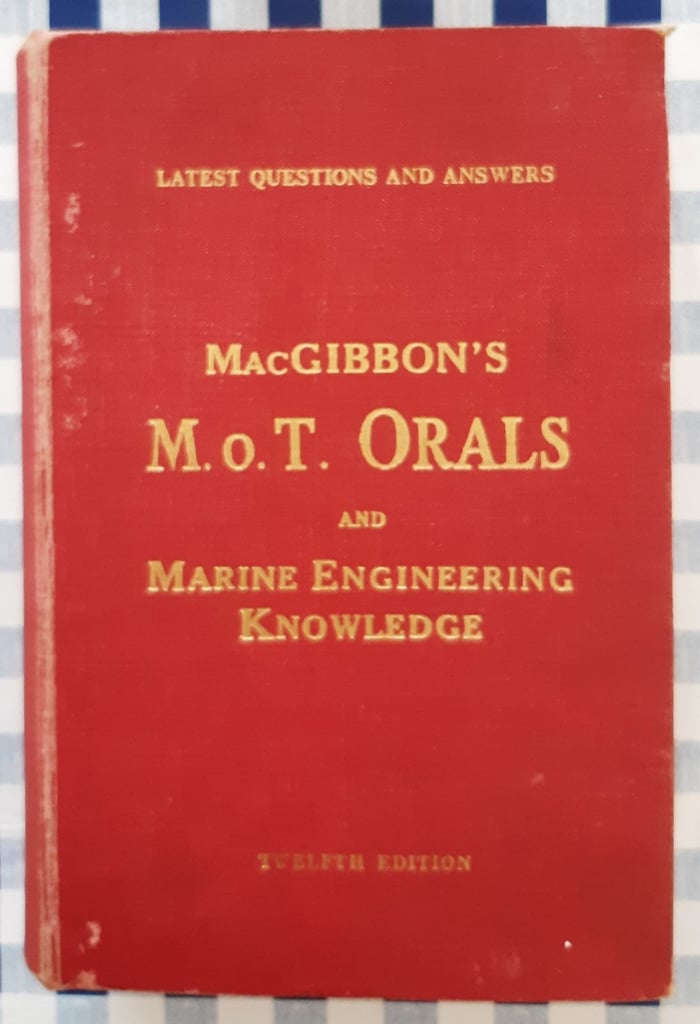 LATEST QUESTIONS AND ANSWERS
MacGIBBON'S
M.o.T. ORALS
AND
MARINE ENGINEERING
KNOWLEDGE
TWELFTH EDITION